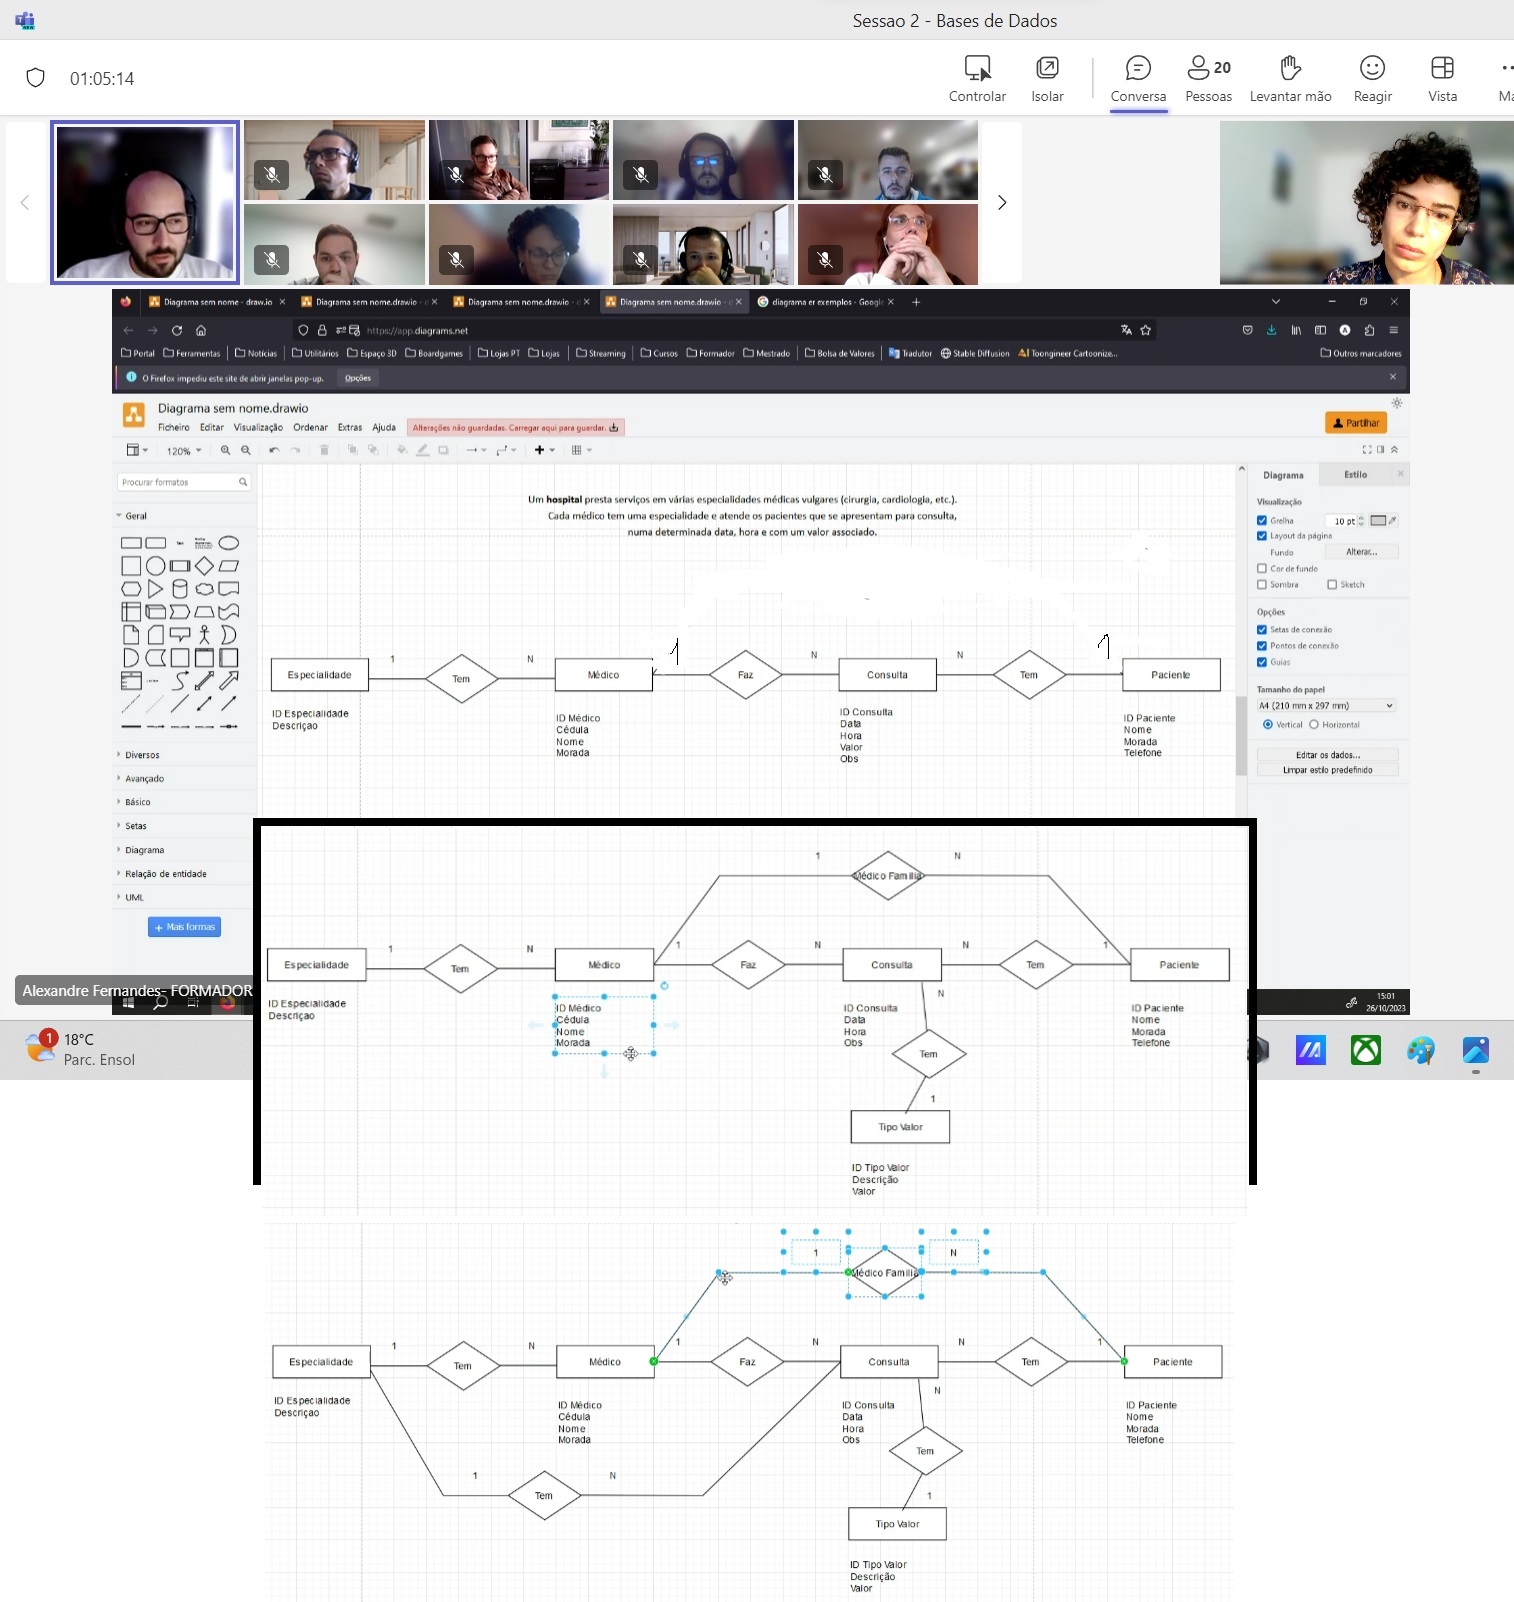 Sessao 2 - Bases de Dados
01:05:14
Controlar
Isolar
Conversa
20
Pessoas
Levantar mão
Reagir
Vista
Ma
Diagrama sem nome - draw.io
Diagrama sem nome.drawio - d
Diagrama sem nome.drawio - d
Diagrama sem nome.drawio - d
diagrama er exemplos - Google
https://app.diagrams.net
Portal
Ferramentas
Notícias
Utilitários
Espaço 3D
Boardgames
Lojas PT
Lojas
Streaming
Cursos
Formador
Mestrado
Bolsa de Valores
Tradutor
Stable Diffusion
Toongineer Cartoonize...
Outros marcadores
O Firefox impediu este site de abrir janelas pop-up.
Opções
Diagrama sem nome.drawio
Ficheiro Editar Visualização Ordenar Extras Ajuda
Alterações não guardadas. Carregar aqui para guardar.
Partilhar
120%
Procurar formatos
Geral
Diversos
Avançado
Básico
Setas
Diagrama
Relação de entidade
UML
+ Mais formas
Um hospital presta serviços em várias especialidades médicas vulgares (cirurgia, cardiologia, etc.).
Cada médico tem uma especialidade e atende os pacientes que se apresentam para consulta,
numa determinada data, hora e com um valor associado.
Diagrama
Estilo
Visualização
Grelha
10 pt
Layout da página
Fundo
Alterar...
Cor de fundo
Sombra
Sketch
Opções
Setas de conexão
Pontos de conexão
Guias
Tamanho do papel
A4 (210 mm x 297 mm)
Vertical
Horizontal
Editar os dados...
Limpar estilo predefinido
1 N 1 N N 1
Especialidade Tem Médico Faz Consulta Tem Paciente
ID Especialidade
Descriçao
ID Médico
Cédula
Nome
Morada
ID Consulta
Data
Hora
Valor
Obs
ID Paciente
Nome
Morada
Telefone
1 N
Médico Familia
1 N 1 N N 1
Especialidade Tem Médico Faz Consulta Tem Paciente
ID Especialidade
Descriçao
ID Médico
Cédula
Nome
Morada
ID Consulta
Data
Hora
Obs
N
Tem
1
Tipo Valor
ID Tipo Valor
Descrição
Valor
ID Paciente
Nome
Morada
Telefone
Alexandre Fernandes- FORMADOR
15:01
26/10/2023
1
18°C
Parc. Ensol
1 N
Médico Familia
1 N 1 N N 1
Especialidade Tem Médico Faz Consulta Tem Paciente
ID Especialidade
Descriçao
ID Médico
Cédula
Nome
Morada
ID Consulta
Data
Hora
Obs
N
Tem
1
Tipo Valor
ID Tipo Valor
Descrição
Valor
ID Paciente
Nome
Morada
Telefone
1 N
Tem